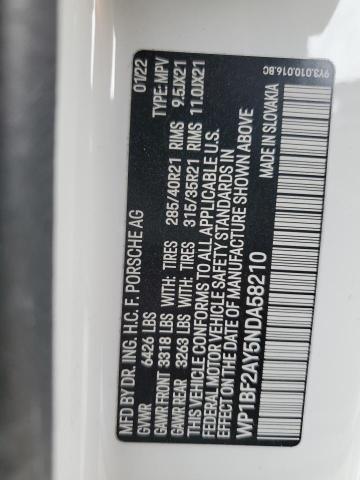 MFD BY DR. ING. H.C. F. PORSCHE AG 01/22
GVWR 6426 LBS TYPE: MPV
GAWR FRONT 3318 LBS WITH: TIRES 285/40R21 RIMS 9.5JX21
GAWR REAR 3263 LBS WITH: TIRES 315/35R21 RIMS 11.0JX21
THIS VEHICLE CONFORMS TO ALL APPLICABLE U.S.
FEDERAL MOTOR VEHICLE SAFETY STANDARDS IN
EFFECT ON THE DATE OF MANUFACTURE SHOWN ABOVE
WP1BF2AY5NDA58210 MADE IN SLOVAKIA
9Y3.010.016.BC